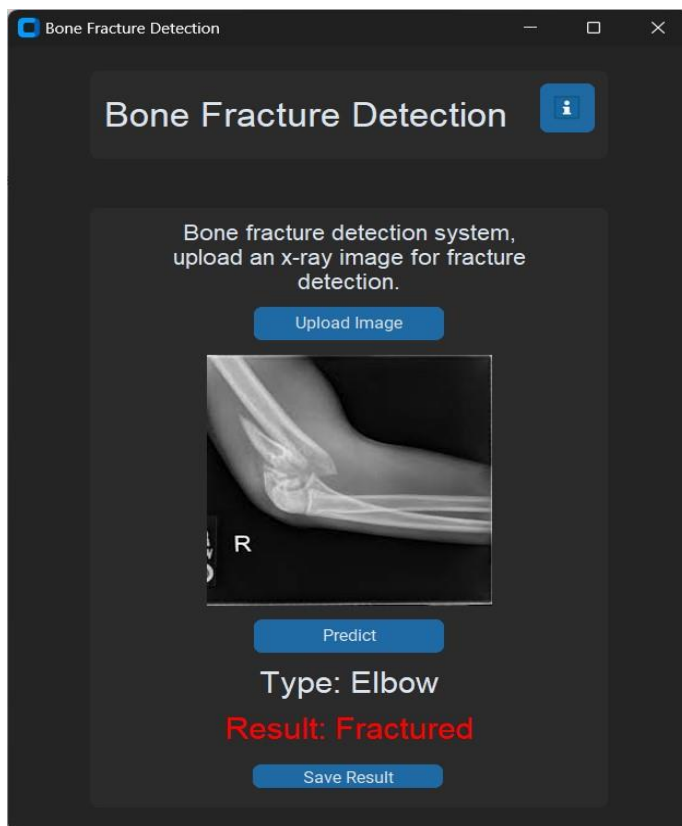 Bone Fracture Detection
Bone Fracture Detection
i
Bone fracture detection system,
upload an x-ray image for fracture
detection.
Upload Image
R
Predict
Type: Elbow
Result: Fractured
Save Result